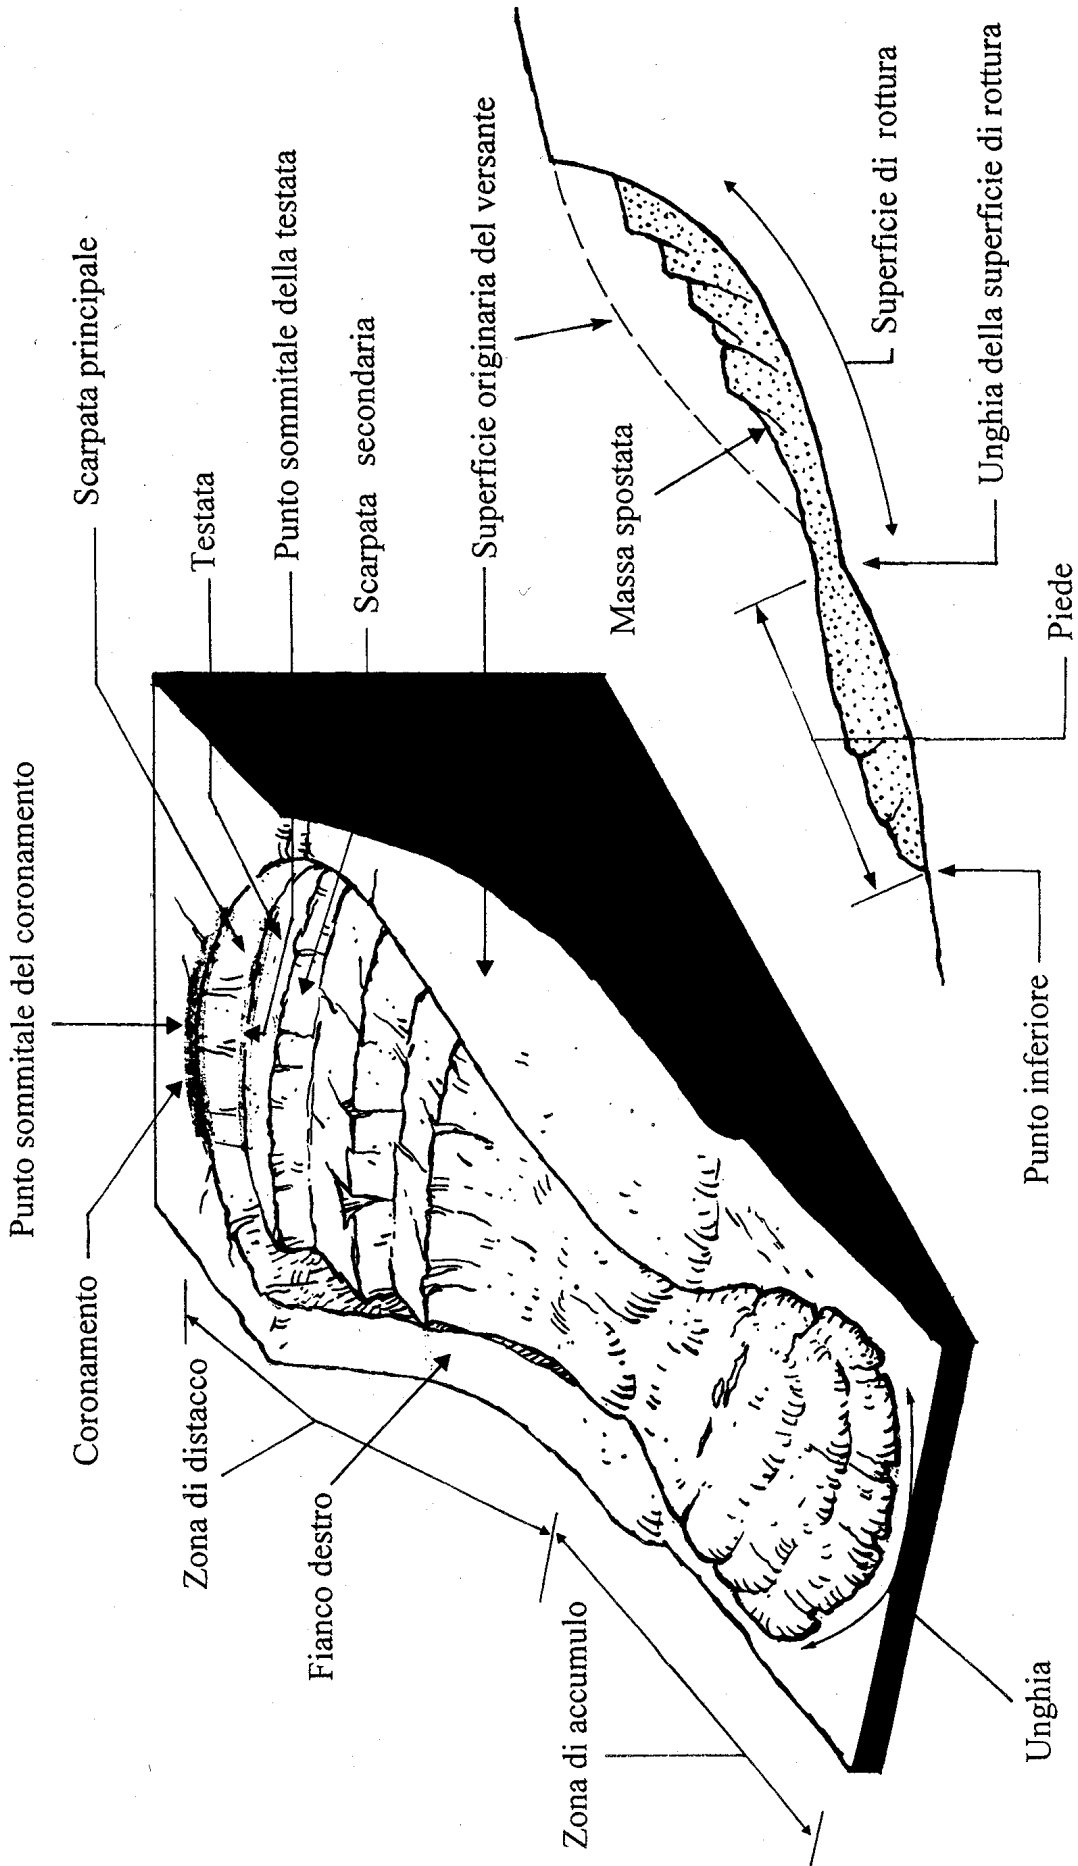 Punto sommitale del coronamento
Coronamento
Scarpata principale
Testata
Punto sommitale della testata
Scarpata secondaria
Superficie originaria del versante
Zona di distacco
Fianco destro
Zona di accumulo
Unghia
Massa spostata
Superficie di rottura
Unghia della superficie di rottura
Piede
Punto inferiore